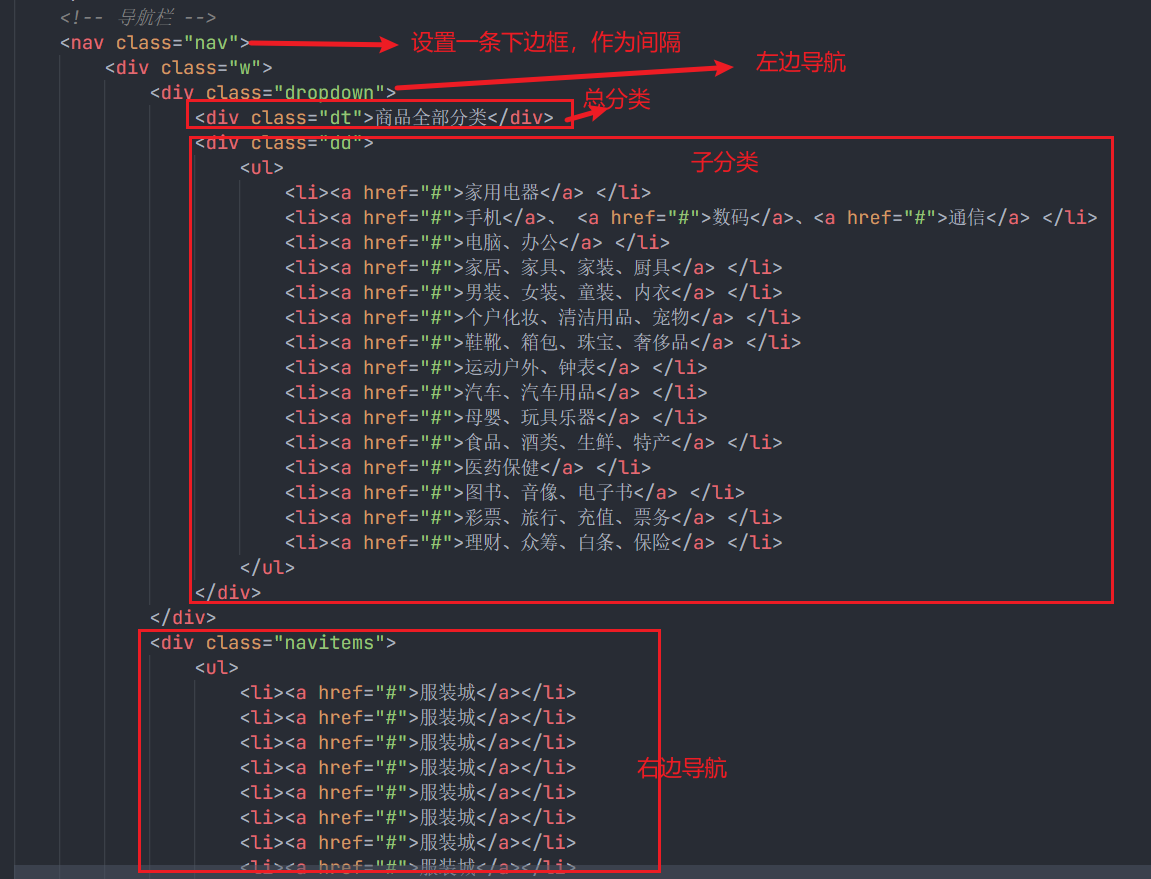 <!-- 导航栏 -->
<nav class="nav"> 设置一条下边框，作为间隔
<div class="w"> 左边导航
<div class="dropdown"> 总分类
<div class="dt">商品全部分类</div>
<div class="dd"> 子分类
<ul>
<li><a href="#">家用电器</a> </li>
<li><a href="#">手机</a>、 <a href="#">数码</a>、<a href="#">通信</a> </li>
<li><a href="#">电脑、办公</a> </li>
<li><a href="#">家居、家具、家装、厨具</a> </li>
<li><a href="#">男装、女装、童装、内衣</a> </li>
<li><a href="#">个户化妆、清洁用品、宠物</a> </li>
<li><a href="#">鞋靴、箱包、珠宝、奢侈品</a> </li>
<li><a href="#">运动户外、钟表</a> </li>
<li><a href="#">汽车、汽车用品</a> </li>
<li><a href="#">母婴、玩具乐器</a> </li>
<li><a href="#">食品、酒类、生鲜、特产</a> </li>
<li><a href="#">医药保健</a> </li>
<li><a href="#">图书、音像、电子书</a> </li>
<li><a href="#">彩票、旅行、充值、票务</a> </li>
<li><a href="#">理财、众筹、白条、保险</a> </li>
</ul>
</div>
</div>
<div class="navitems">
<ul>
<li><a href="#">服装城</a></li>
<li><a href="#">服装城</a></li>
<li><a href="#">服装城</a></li>
<li><a href="#">服装城</a></li> 右边导航
<li><a href="#">服装城</a></li>
<li><a href="#">服装城</a></li>
<li><a href="#">服装城</a></li>
<li><a href="#">服装城</a></li>